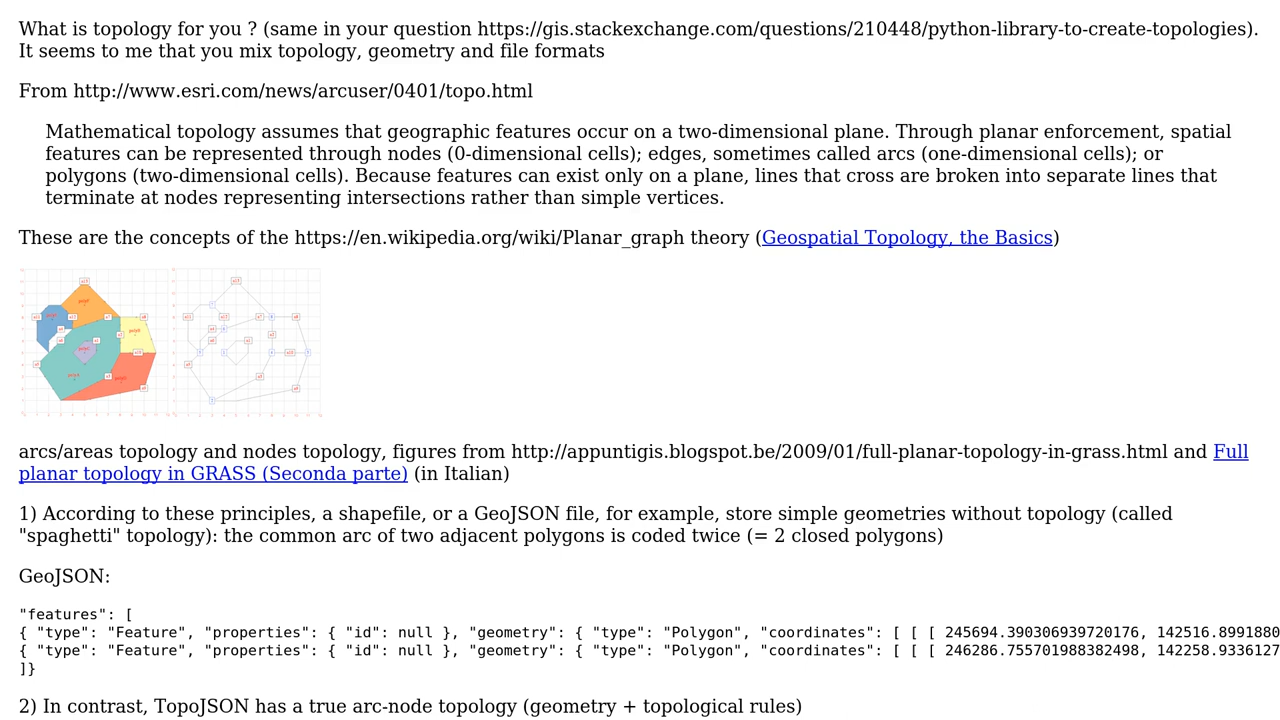 What is topology for you ? (same in your question https://gis.stackexchange.com/questions/210448/python-library-to-create-topologies).
It seems to me that you mix topology, geometry and file formats
From http://www.esri.com/news/arcuser/0401/topo.html
Mathematical topology assumes that geographic features occur on a two-dimensional plane. Through planar enforcement, spatial
features can be represented through nodes (0-dimensional cells); edges, sometimes called arcs (one-dimensional cells); or
polygons (two-dimensional cells). Because features can exist only on a plane, lines that cross are broken into separate lines that
terminate at nodes representing intersections rather than simple vertices.
These are the concepts of the https://en.wikipedia.org/wiki/Planar_graph theory (Geospatial Topology, the Basics)
arcs/areas topology and nodes topology, figures from http://appuntigis.blogspot.be/2009/01/full-planar-topology-in-grass.html and Full
planar topology in GRASS (Seconda parte) (in Italian)
1) According to these principles, a shapefile, or a GeoJSON file, for example, store simple geometries without topology (called
"spaghetti" topology): the common arc of two adjacent polygons is coded twice (= 2 closed polygons)
GeoJSON:
"features": [
{ "type": "Feature", "properties": { "id": null }, "geometry": { "type": "Polygon", "coordinates": [ [ [ 245694.390306939720176, 142516.8991880
{ "type": "Feature", "properties": { "id": null }, "geometry": { "type": "Polygon", "coordinates": [ [ [ 246286.755701988382498, 142258.9336127
]}
2) In contrast, TopoJSON has a true arc-node topology (geometry + topological rules)